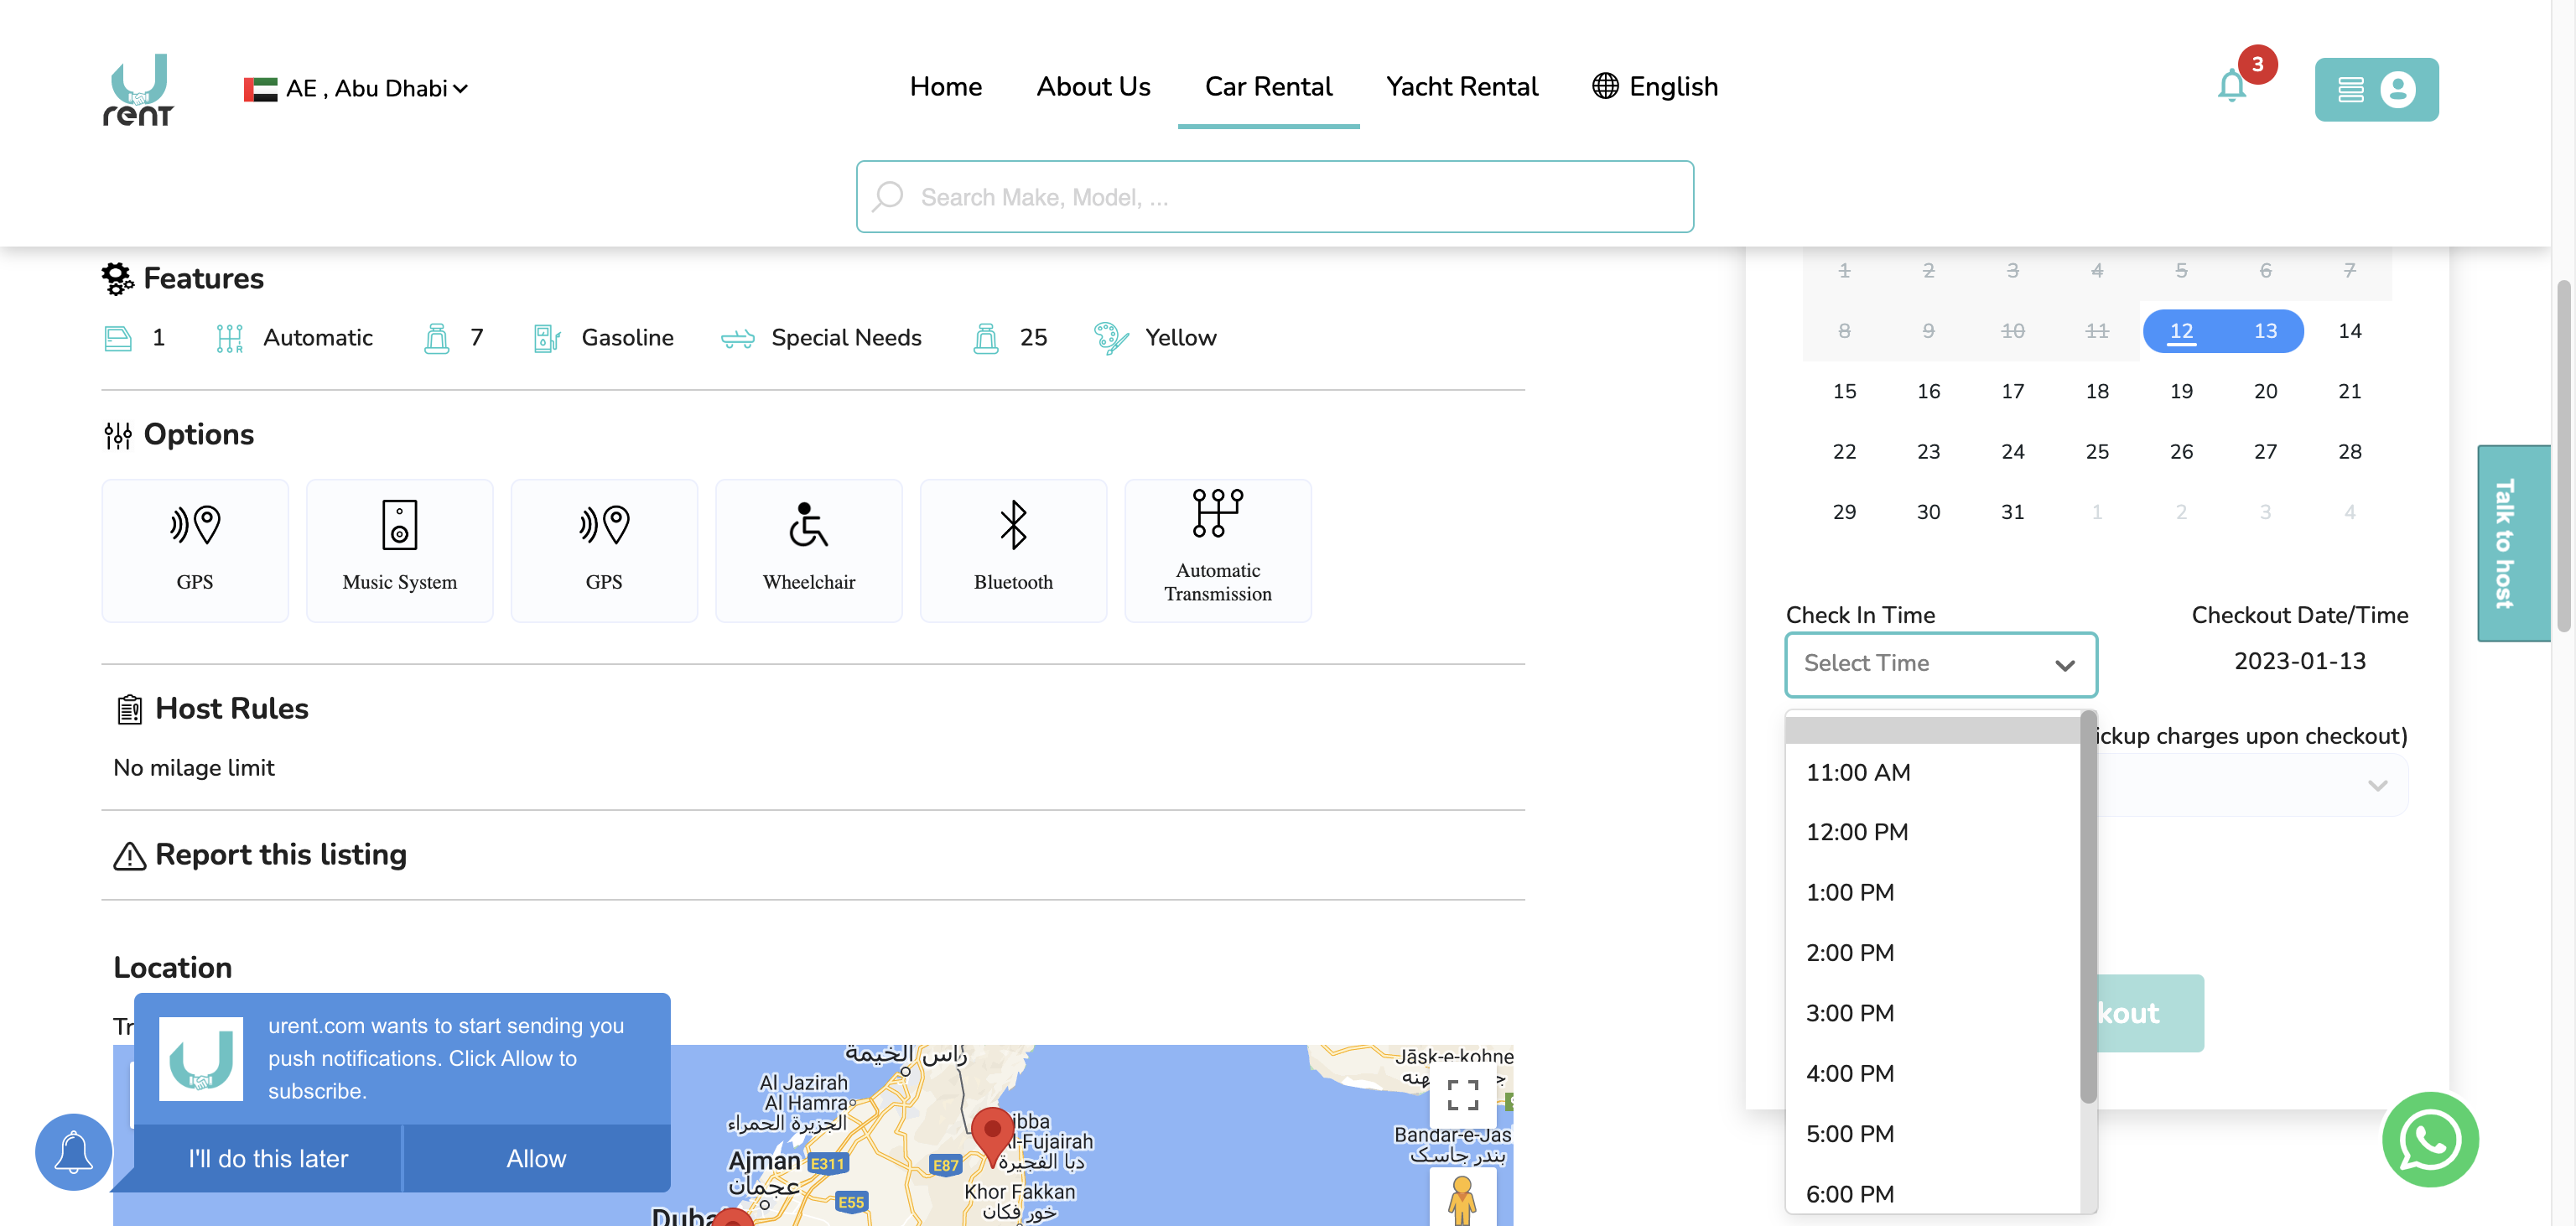 U
rent
AE , Abu Dhabi
Home
About Us
Car Rental
Yacht Rental
English
3
Search Make, Model, ...
Features
1
Automatic
7
Gasoline
Special Needs
25
Yellow
Options
GPS
Music System
GPS
Wheelchair
Bluetooth
Automatic
Transmission
Host Rules
No milage limit
Report this listing
Location
Tr
urent.com wants to start sending you
push notifications. Click Allow to
subscribe.
I'll do this later
Allow
رأس الخيمة
Al Jazirah
Al Hamra
الجزيرة الحمراء
Ajman
عجمان
E311
E87
E55
ibba
Al-Fujairah
دبا الفجيرة
Khor Fakkan
خور فكان
Duba
Jāsk-e-kohne
Bandar-e-Jas
بندر جاسک
1 2 3 4 5 6 7
8 9 10 11 12 13 14
15 16 17 18 19 20 21
22 23 24 25 26 27 28
29 30 31 1 2 3 4
Check In Time
Checkout Date/Time
Select Time
2023-01-13
ickup charges upon checkout)
11:00 AM
12:00 PM
1:00 PM
2:00 PM
3:00 PM
4:00 PM
5:00 PM
6:00 PM
kout
Talk to host